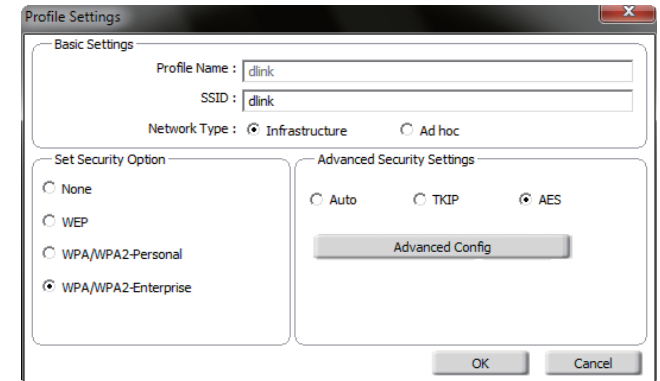 Profile Settings
Basic Settings
Profile Name : dlink
SSID : dlink
Network Type : Infrastructure Ad hoc
Set Security Option
None
WEP
WPA/WPA2-Personal
WPA/WPA2-Enterprise
Advanced Security Settings
Auto TKIP AES
Advanced Config
OK Cancel